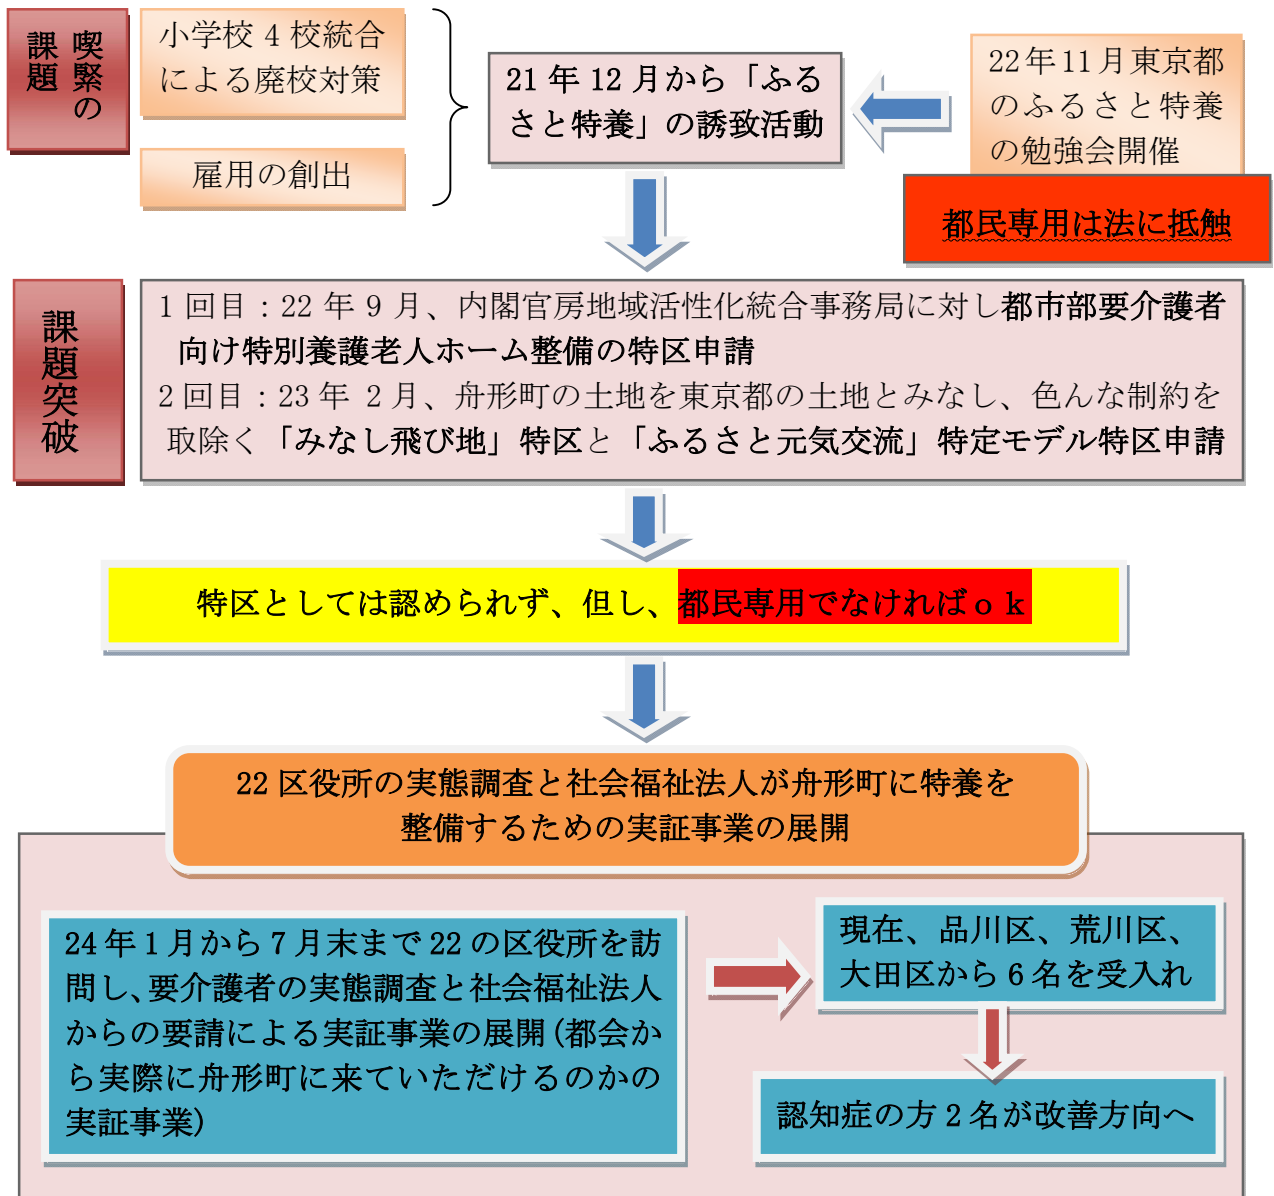 喫緊の
課題
小学校 4 校統合
による廃校対策
雇用の創出
21 年 12 月から「ふる
さと特養」の誘致活動
22 年 11 月東京都
のふるさと特養
の勉強会開催
都民専用は法に抵触
課題突破
1 回目：22 年 9 月、内閣官房地域活性化統合事務局に対し都市部要介護者
向け特別養護老人ホーム整備の特区申請
2 回目：23 年 2 月、舟形町の土地を東京都の土地とみなし、色んな制約を
取除く「みなし飛び地」特区と「ふるさと元気交流」特定モデル特区申請
特区としては認められず、但し、都民専用でなければｏｋ
22 区役所の実態調査と社会福祉法人が舟形町に特養を
整備するための実証事業の展開
24 年 1 月から 7 月末まで 22 の区役所を訪
問し、要介護者の実態調査と社会福祉法人
からの要請による実証事業の展開（都会か
ら実際に舟形町に来ていただけるのかの
実証事業）
現在、品川区、荒川区、
大田区から 6 名を受入れ
認知症の方 2 名が改善方向へ